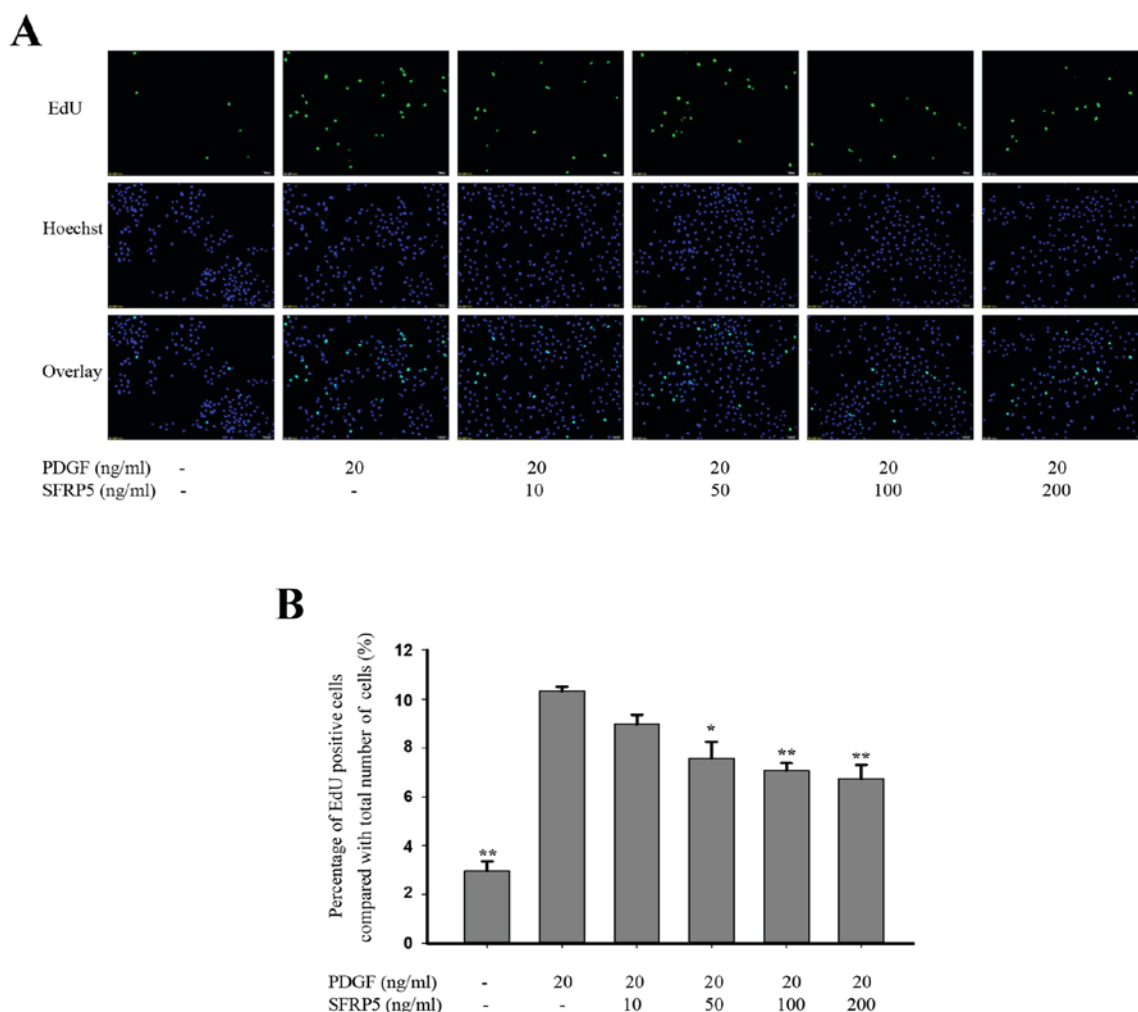 A
EdU
Hoechst
Overlay
PDGF (ng/ml) - 20 20 20 20 20
SFRP5 (ng/ml) - - 10 50 100 200
B
Percentage of EdU positive cells
compared with total number of cells (%)
12
10
8
6
4
2
0
** * ** **
PDGF (ng/ml) - 20 20 20 20 20
SFRP5 (ng/ml) - - 10 50 100 200